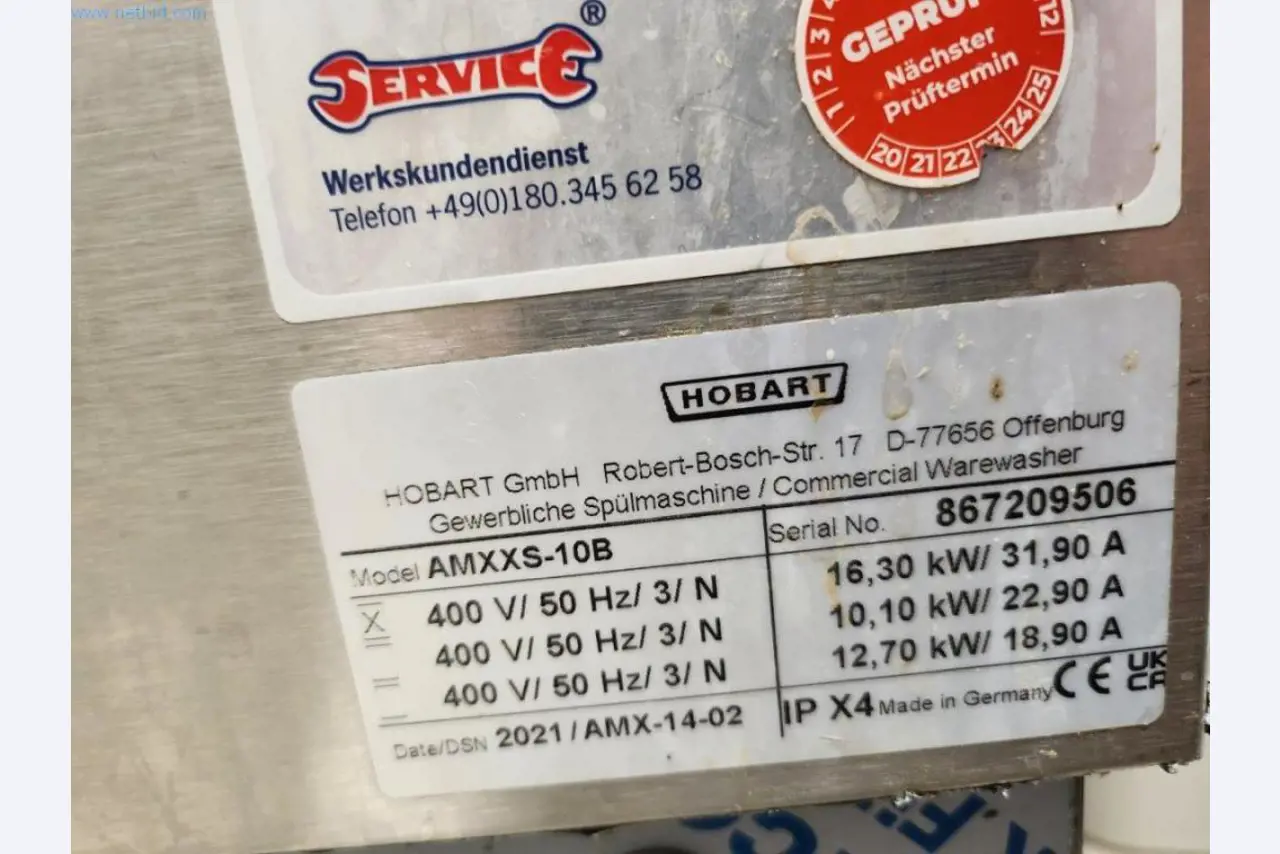 www.netbid.com
SERVICE®
Werkskundendienst
Telefon +49(0)180.345 62 58
1 2 3 4 12
GEPRÜF
Nächster
Prüftermin
20 21 22 23 24 25
HOBART
HOBART GmbH Robert-Bosch-Str. 17 D-77656 Offenburg
Gewerbliche Spülmaschine / Commercial Warewasher
Model AMXXS-10B Serial No. 867209506
X 400 V/ 50 Hz/ 3/ N 16,30 kW/ 31,90 A
400 V/ 50 Hz/ 3/ N 10,10 kW/ 22,90 A
400 V/ 50 Hz/ 3/ N 12,70 kW/ 18,90 A
Date/DSN 2021 / AMX-14-02 IP X4 Made in Germany CE UK CA